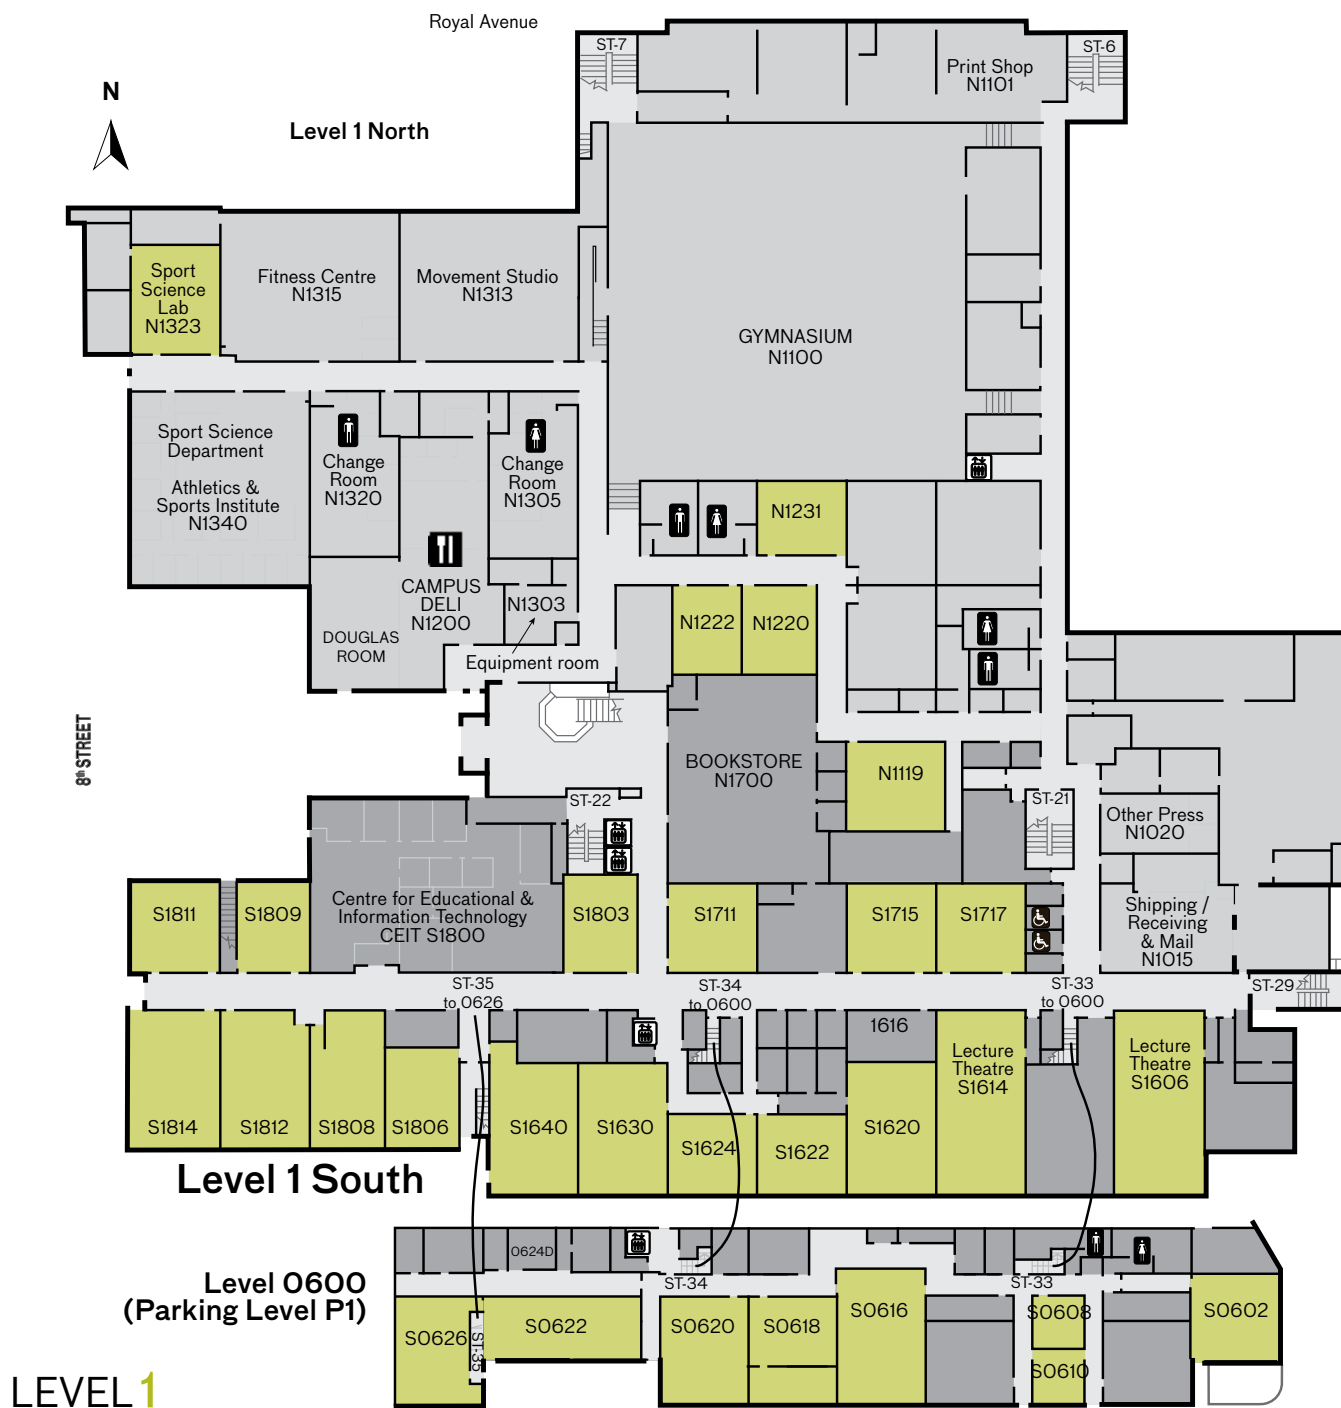 Royal Avenue
ST-7
ST-6
Print Shop
N1101
N
Level 1 North
Sport
Science
Lab
N1323
Fitness Centre
N1315
Movement Studio
N1313
GYMNASIUM
N1100
Sport Science
Department
Athletics &
Sports Institute
N1340
Change
Room
N1320
Change
Room
N1305
N1231
CAMPUS
DELI
N1200
N1303
DOUGLAS
ROOM
Equipment room
N1222
N1220
8th STREET
BOOKSTORE
N1700
N1119
ST-22
ST-21
Other Press
N1020
S1811
S1809
Centre for Educational &
Information Technology
CEIT S1800
S1803
S1711
S1715
S1717
Shipping /
Receiving
& Mail
N1015
ST-35
to 0626
ST-34
to 0600
ST-33
to 0600
ST-29
1616
Lecture
Theatre
S1614
Lecture
Theatre
S1606
S1814
S1812
S1808
S1806
S1640
S1630
S1624
S1622
S1620
Level 1 South
0624D
Level 0600
(Parking Level P1)
ST-34
ST-33
S0626
ST-35
S0622
S0620
S0618
S0616
S0608
S0610
S0602
LEVEL 1